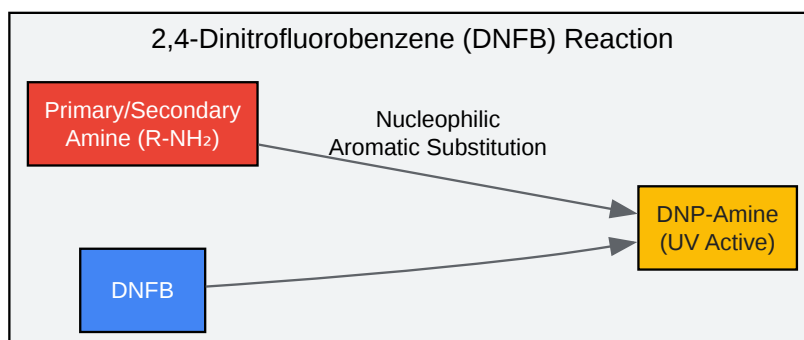 2,4-Dinitrofluorobenzene (DNFB) Reaction
Primary/Secondary
Amine (R-NH₂)
Nucleophilic
Aromatic Substitution
DNP-Amine
(UV Active)
DNFB